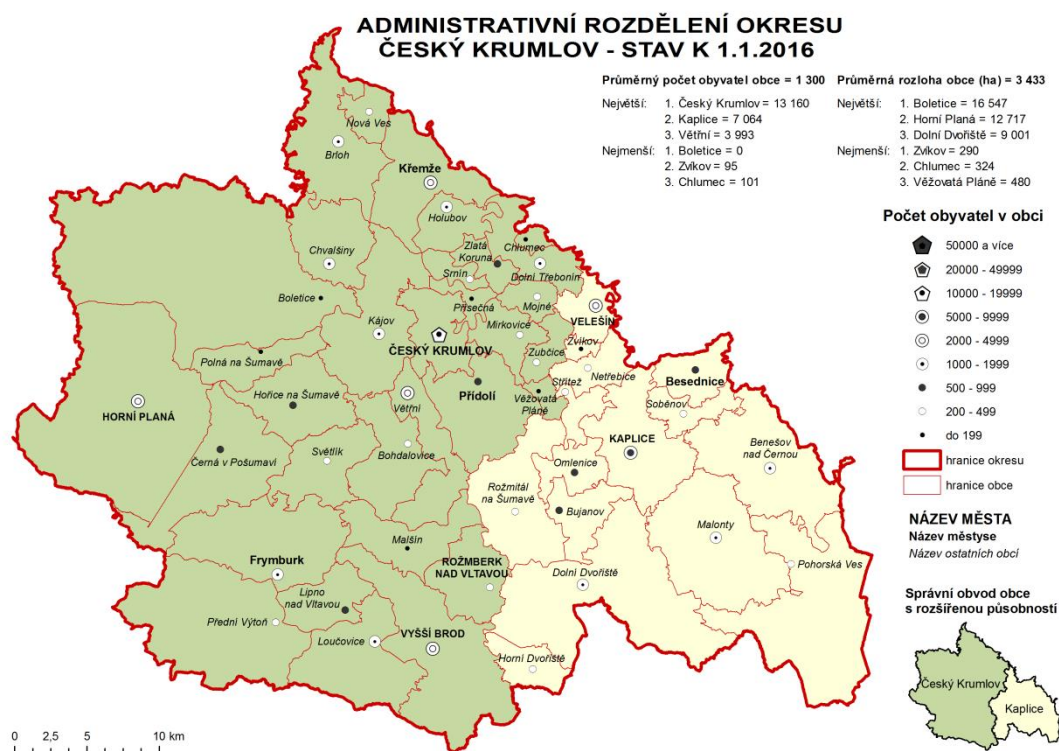 ADMINISTRATIVNÍ ROZDĚLENÍ OKRESU
ČESKÝ KRUMLOV - STAV K 1.1.2016
Průměrný počet obyvatel obce = 1 300
Největší: 1. Český Krumlov = 13 160
2. Kaplice = 7 064
3. Větřní = 3 993
Nejmenší: 1. Boletice = 0
2. Zvíkov = 95
3. Chlumec = 101
Průměrná rozloha obce (ha) = 3 433
Největší: 1. Boletice = 16 547
2. Horní Planá = 12 717
3. Dolní Dvořiště = 9 001
Nejmenší: 1. Zvíkov = 290
2. Chlumec = 324
3. Věžovatá Pláně = 480
Nová Ves
Brloh
Křemže
Holubov
Chvalšiny
Zlatá
Koruna
Chlumec
Srnín
Dolní Třebonín
Boletice
Přísečná
Mojné
VELEŠÍN
Kájov
Mirkovice
ČESKÝ KRUMLOV
Zvíkov
Polná na Šumavě
Zubčice
Netřebice
Besednice
Střítež
Hořice na Šumavě
Přídolí
Věžovatá
Pláně
Soběnov
HORNÍ PLANÁ
Větřní
KAPLICE
Benešov
nad Černou
Černá v Pošumaví
Světlík
Bohdalovice
Omlenice
Rožmitál
na Šumavě
Bujanov
Malonty
Malšín
Frymburk
ROŽMBERK
NAD VLTAVOU
Pohorská Ves
Dolní Dvořiště
Lipno
nad Vltavou
Přední Výtoň
Loučovice
VYŠŠÍ BROD
Horní Dvořiště
Počet obyvatel v obci
50000 a více
20000 - 49999
10000 - 19999
5000 - 9999
2000 - 4999
1000 - 1999
500 - 999
200 - 499
do 199
hranice okresu
hranice obce
NÁZEV MĚSTA
Název městyse
Název ostatních obcí
Správní obvod obce
s rozšířenou působností
Český Krumlov
Kaplice
0 2,5 5 10 km